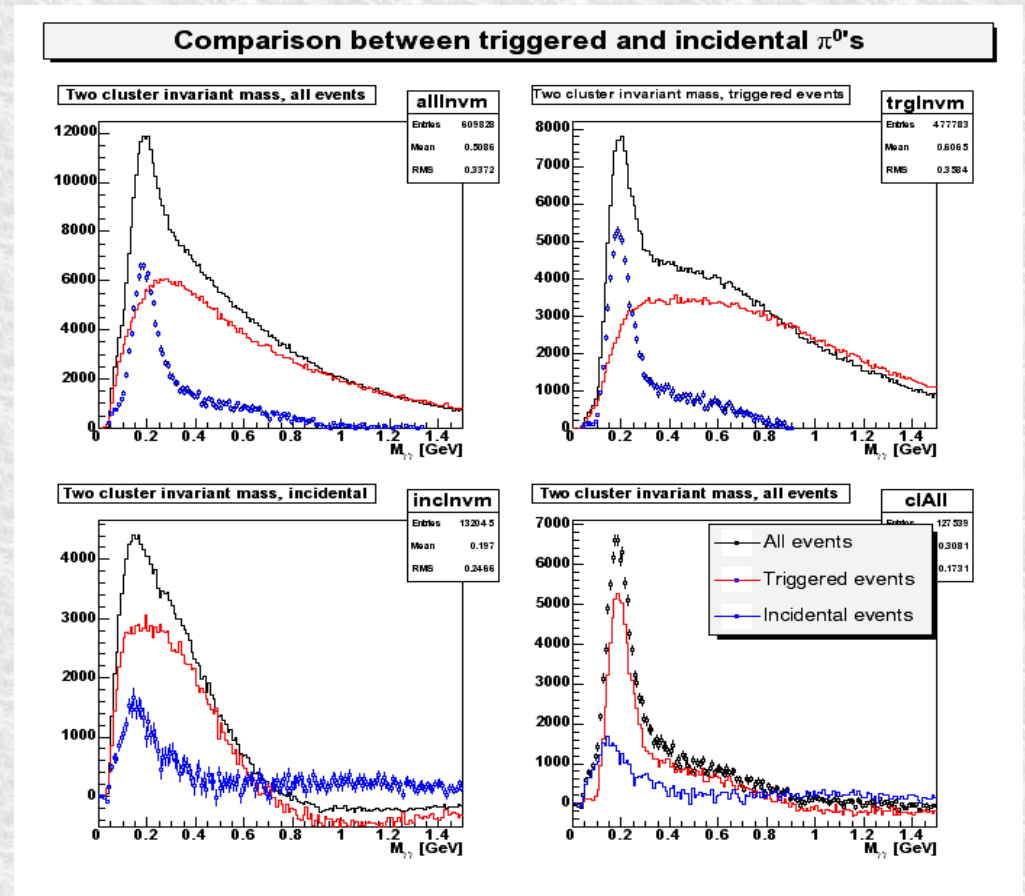 Comparison between triggered and incidental π⁰'s
Two cluster invariant mass, all events
allInvm
Entries 609828
Mean 0.5086
RMS 0.3372
12000
10000
8000
6000
4000
2000
0
0 0.2 0.4 0.6 0.8 1 1.2 1.4
Mγγ [GeV]
Two cluster invariant mass, triggered events
trgInvm
Entries 477783
Mean 0.6065
RMS 0.3584
8000
7000
6000
5000
4000
3000
2000
1000
0
0 0.2 0.4 0.6 0.8 1 1.2 1.4
Mγγ [GeV]
Two cluster invariant mass, incidental
incInvm
Entries 132045
Mean 0.197
RMS 0.2466
4000
3000
2000
1000
0
0 0.2 0.4 0.6 0.8 1 1.2 1.4
Mγγ [GeV]
Two cluster invariant mass, all events
clAll
127539
0.3081
0.1731
All events
Triggered events
Incidental events
7000
6000
5000
4000
3000
2000
1000
0
0 0.2 0.4 0.6 0.8 1 1.2 1.4
Mγγ [GeV]